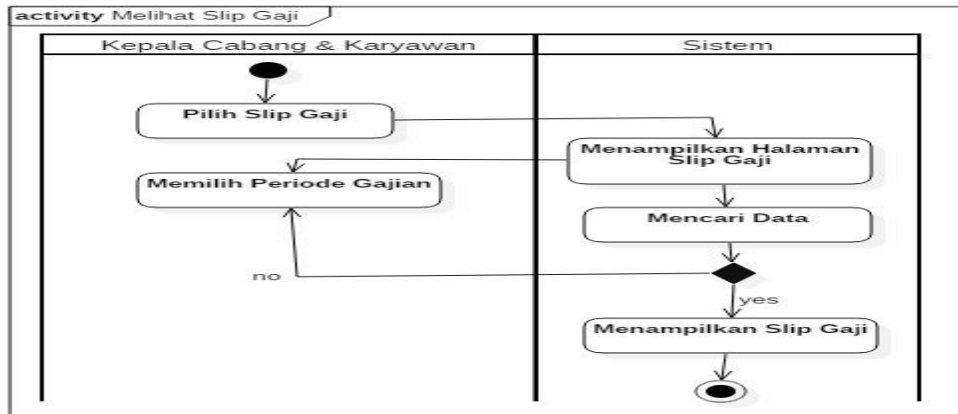 activity Melihat Slip Gaji
Kepala Cabang & Karyawan
Sistem
Pilih Slip Gaji
Menampilkan Halaman
Slip Gaji
Memilih Periode Gajian
Mencari Data
no
yes
Menampilkan Slip Gaji